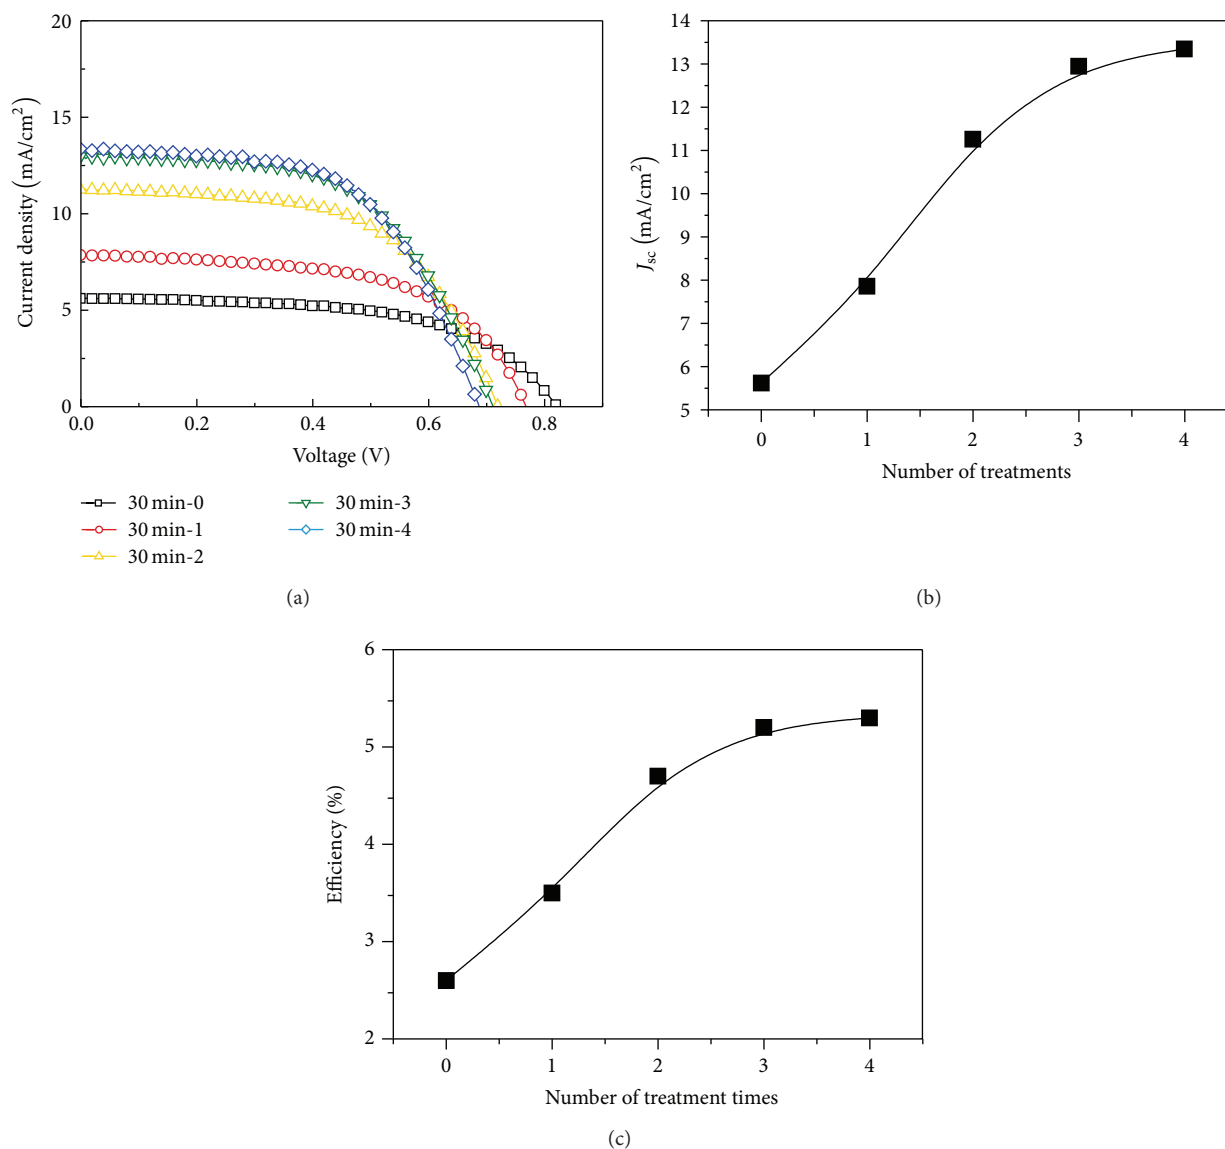 (a)
20
15
10
5
0
0.0 0.2 0.4 0.6 0.8
Current density (mA/cm²)
Voltage (V)
30 min-0
30 min-1
30 min-2
30 min-3
30 min-4
(a)
14
13
12
11
10
9
8
7
6
5
0 1 2 3 4
Jsc (mA/cm²)
Number of treatments
(b)
6
5
4
3
2
0 1 2 3 4
Efficiency (%)
Number of treatment times
(c)